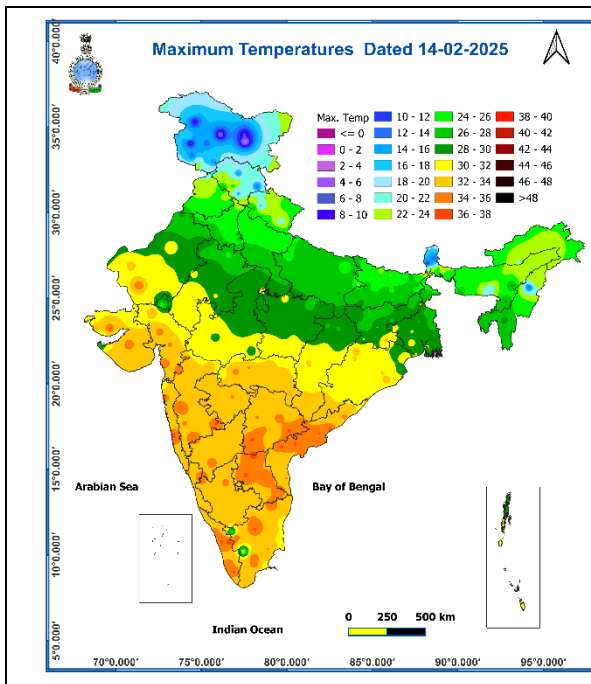 Maximum Temperatures Dated 14-02-2025
Max. Temp
<= 0
0 - 2
2 - 4
4 - 6
6 - 8
8 - 10
10 - 12
12 - 14
14 - 16
16 - 18
18 - 20
20 - 22
22 - 24
24 - 26
26 - 28
28 - 30
30 - 32
32 - 34
34 - 36
36 - 38
38 - 40
40 - 42
42 - 44
44 - 46
46 - 48
>48
40°0.000'
35°0.000'
30°0.000'
25°0.000'
20°0.000'
15°0.000'
10°0.000'
5°0.000'
Arabian Sea
Bay of Bengal
Indian Ocean
0 250 500 km
70°0.000' 75°0.000' 80°0.000' 85°0.000' 90°0.000' 95°0.000'